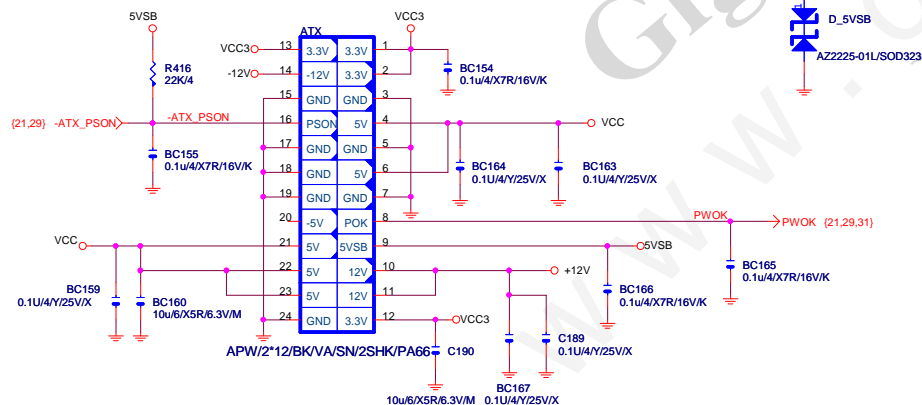 5VSB
R416
22K/4
{21,29} -ATX_PSON
-ATX_PSON
BC155
0.1u/4/X7R/16V/K
VCC
BC159
0.1U/4/Y/25V/X
BC160
10u/6/X5R/6.3V/M
ATX
VCC3
13 3.3V 3.3V 1
-12V
14 -12V 3.3V 2
15 GND GND 3
16 PSON 5V 4
17 GND GND 5
18 GND 5V 6
19 GND GND 7
20 -5V POK 8
21 5V 5VSB 9
22 5V 12V 10
23 5V 12V 11
24 GND 3.3V 12
APW/2*12/BK/VA/SN/2SHK/PA66
VCC3
BC154
0.1u/4/X7R/16V/K
VCC
BC164
0.1U/4/Y/25V/X
BC163
0.1U/4/Y/25V/X
PWOK
PWOK {21,29,31}
5VSB
BC165
0.1u/4/X7R/16V/K
BC166
0.1u/4/X7R/16V/K
+12V
VCC3
C190
10u/6/X5R/6.3V/M
BC167
0.1U/4/Y/25V/X
C189
0.1U/4/Y/25V/X
D_5VSB
AZ2225-01L/SOD323
Gig
www.